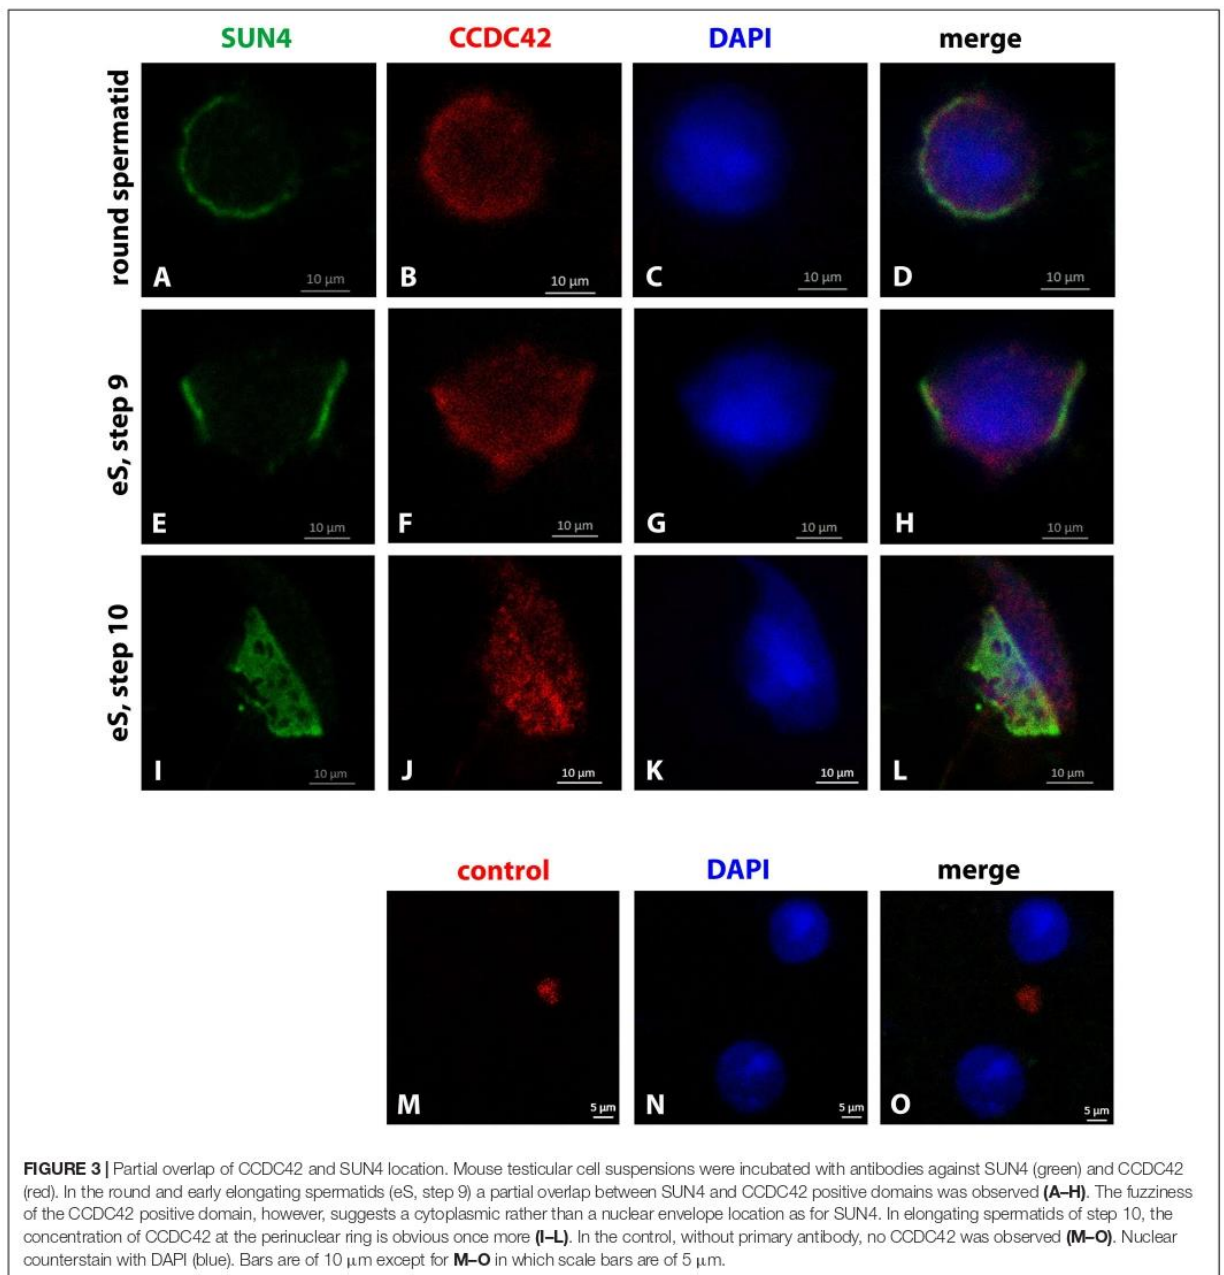 SUN4 CCDC42 DAPI merge
round spermatid
A 10 µm B 10 µm C 10 µm D 10 µm
eS, step 9
E 10 µm F 10 µm G 10 µm H 10 µm
eS, step 10
I 10 µm J 10 µm K 10 µm L 10 µm
control DAPI merge
M 5 µm N 5 µm O 5 µm
FIGURE 3 | Partial overlap of CCDC42 and SUN4 location. Mouse testicular cell suspensions were incubated with antibodies against SUN4 (green) and CCDC42
(red). In the round and early elongating spermatids (eS, step 9) a partial overlap between SUN4 and CCDC42 positive domains was observed (A–H). The fuzziness
of the CCDC42 positive domain, however, suggests a cytoplasmic rather than a nuclear envelope location as for SUN4. In elongating spermatids of step 10, the
concentration of CCDC42 at the perinuclear ring is obvious once more (I–L). In the control, without primary antibody, no CCDC42 was observed (M–O). Nuclear
counterstain with DAPI (blue). Bars are of 10 µm except for M–O in which scale bars are of 5 µm.